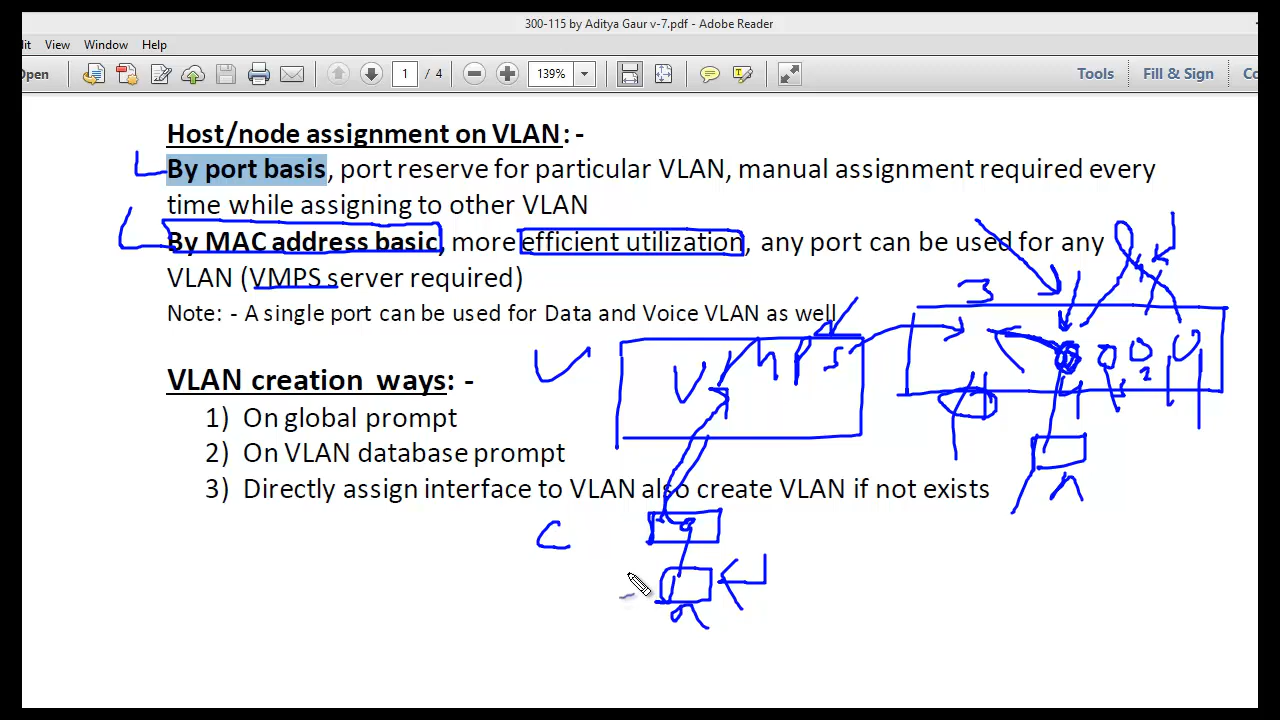 300-115 by Aditya Gaur v-7.pdf - Adobe Reader
View Window Help
Open 1 / 4 139% Tools Fill & Sign
Host/node assignment on VLAN: -
By port basis, port reserve for particular VLAN, manual assignment required every
time while assigning to other VLAN
By MAC address basic, more efficient utilization, any port can be used for any
VLAN (VMPS server required)
3
Note: - A single port can be used for Data and Voice VLAN as well
VLAN creation ways: -
1) On global prompt
2) On VLAN database prompt
3) Directly assign interface to VLAN also create VLAN if not exists
C